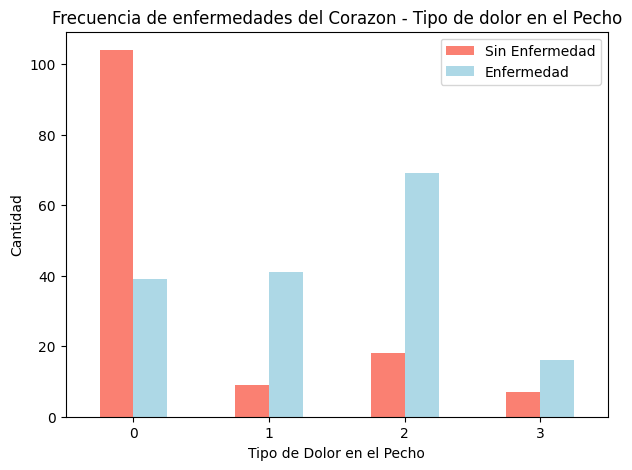 Frecuencia de enfermedades del Corazon - Tipo de dolor en el Pecho
Sin Enfermedad
Enfermedad
100
80
60
40
20
0
Cantidad
0 1 2 3
Tipo de Dolor en el Pecho